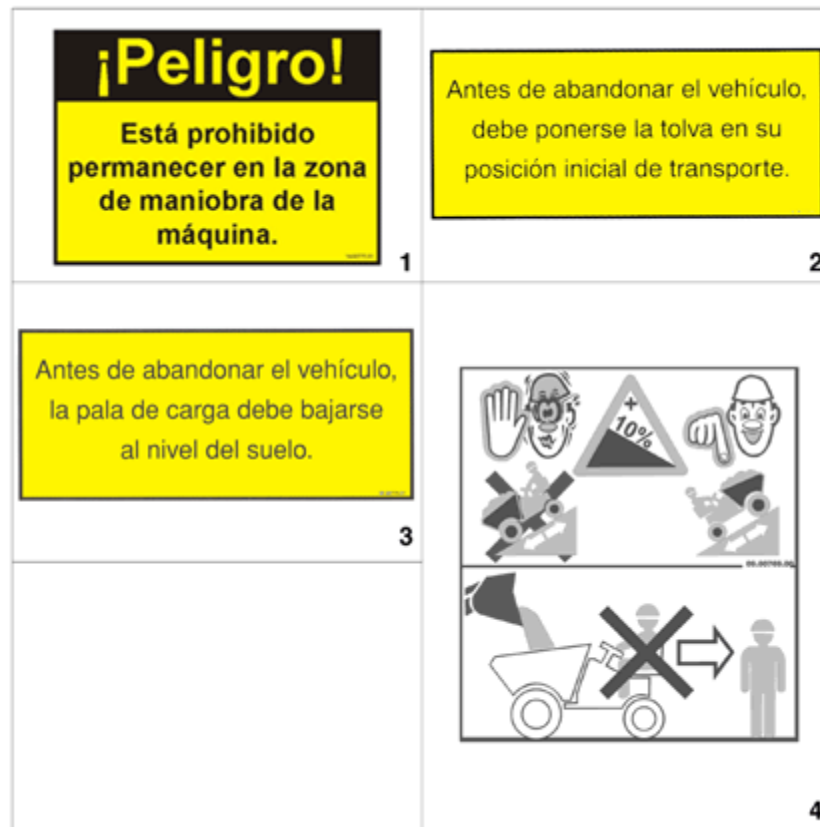 ¡Peligro!
Está prohibido
permanecer en la zona
de maniobra de la
máquina.
1
Antes de abandonar el vehículo,
debe ponerse la tolva en su
posición inicial de transporte.
2
Antes de abandonar el vehículo,
la pala de carga debe bajarse
al nivel del suelo.
3
+
10%
4